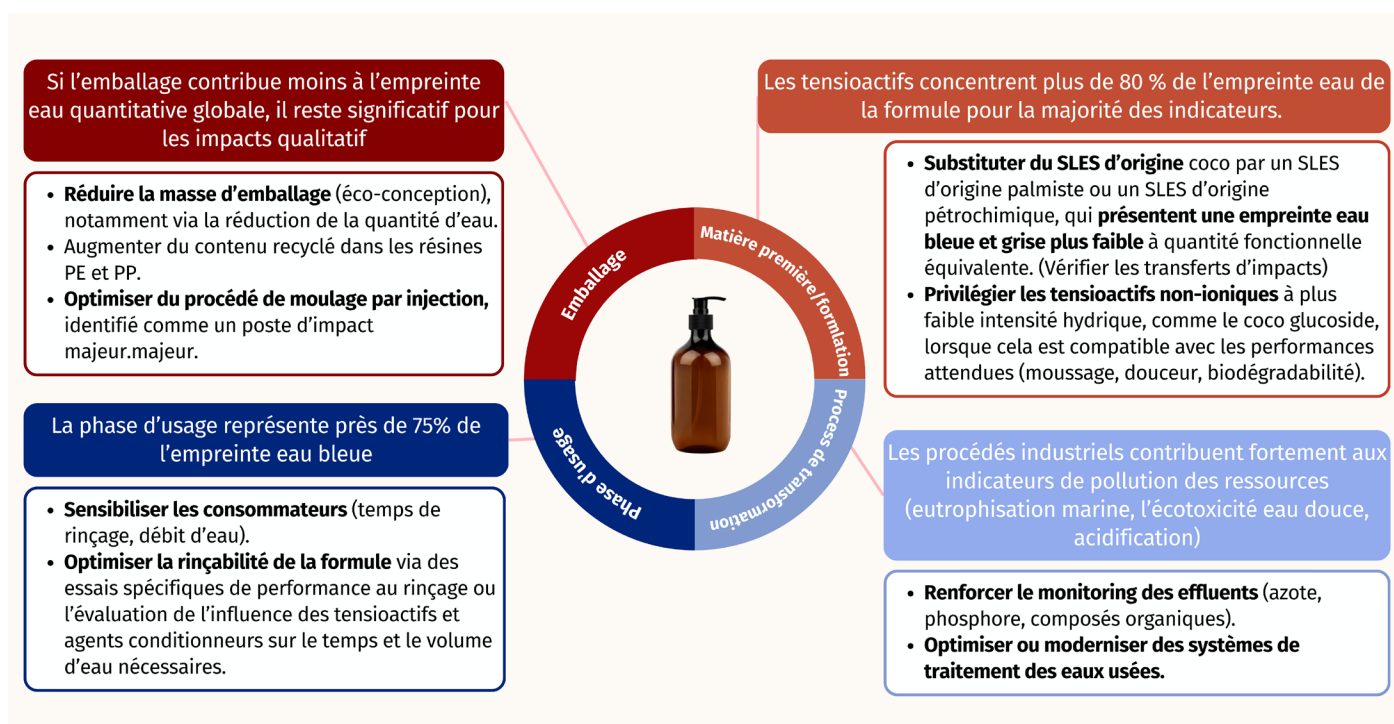 Si l’emballage contribue moins à l’empreinte
eau quantitative globale, il reste significatif pour
les impacts qualitatif
• Réduire la masse d’emballage (éco-conception),
notamment via la réduction de la quantité d’eau.
• Augmenter du contenu recyclé dans les résines
PE et PP.
• Optimiser du procédé de moulage par injection,
identifié comme un poste d’impact
majeur.majeur.
Les tensioactifs concentrent plus de 80 % de l’empreinte eau de
la formule pour la majorité des indicateurs.
• Substituter du SLES d’origine coco par un SLES
d’origine palmiste ou un SLES d’origine
pétrochimique, qui présentent une empreinte eau
bleue et grise plus faible à quantité fonctionnelle
équivalente. (Vérifier les transferts d’impacts)
• Privilégier les tensioactifs non-ioniques à plus
faible intensité hydrique, comme le coco glucoside,
lorsque cela est compatible avec les performances
attendues (moussage, douceur, biodégradabilité).
Emballage
Matière première/formlation
Phase d’usage
Process de transformation
La phase d’usage représente près de 75% de
l’empreinte eau bleue
• Sensibiliser les consommateurs (temps de
rinçage, débit d’eau).
• Optimiser la rinçabilité de la formule via des
essais spécifiques de performance au rinçage ou
l’évaluation de l’influence des tensioactifs et
agents conditionneurs sur le temps et le volume
d’eau nécessaires.
Les procédés industriels contribuent fortement aux
indicateurs de pollution des ressources
(eutrophisation marine, l’écotoxicité eau douce,
acidification)
• Renforcer le monitoring des effluents (azote,
phosphore, composés organiques).
• Optimiser ou moderniser des systèmes de
traitement des eaux usées.